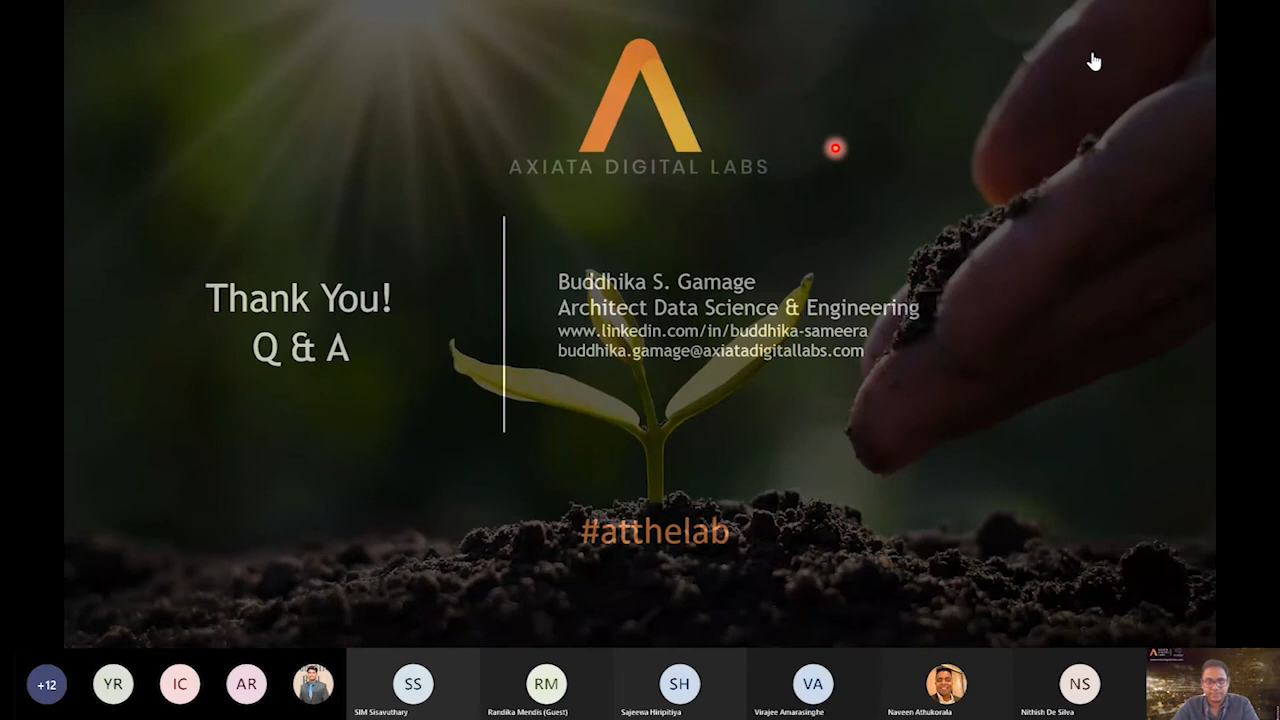 AXIATA DIGITAL LABS
Thank You!
Q & A
Buddhika S. Gamage
Architect Data Science & Engineering
www.linkedin.com/in/buddhika-sameera
buddhika.gamage@axiatadigitallabs.com
#atthelab
+12
YR
IC
AR
SS
SIM Sisavuthary
RM
Randika Mendis (Guest)
SH
Sajeewa Hiripitiya
VA
Virajee Amarasinghe
Naveen Athukorala
NS
Nithish De Silva